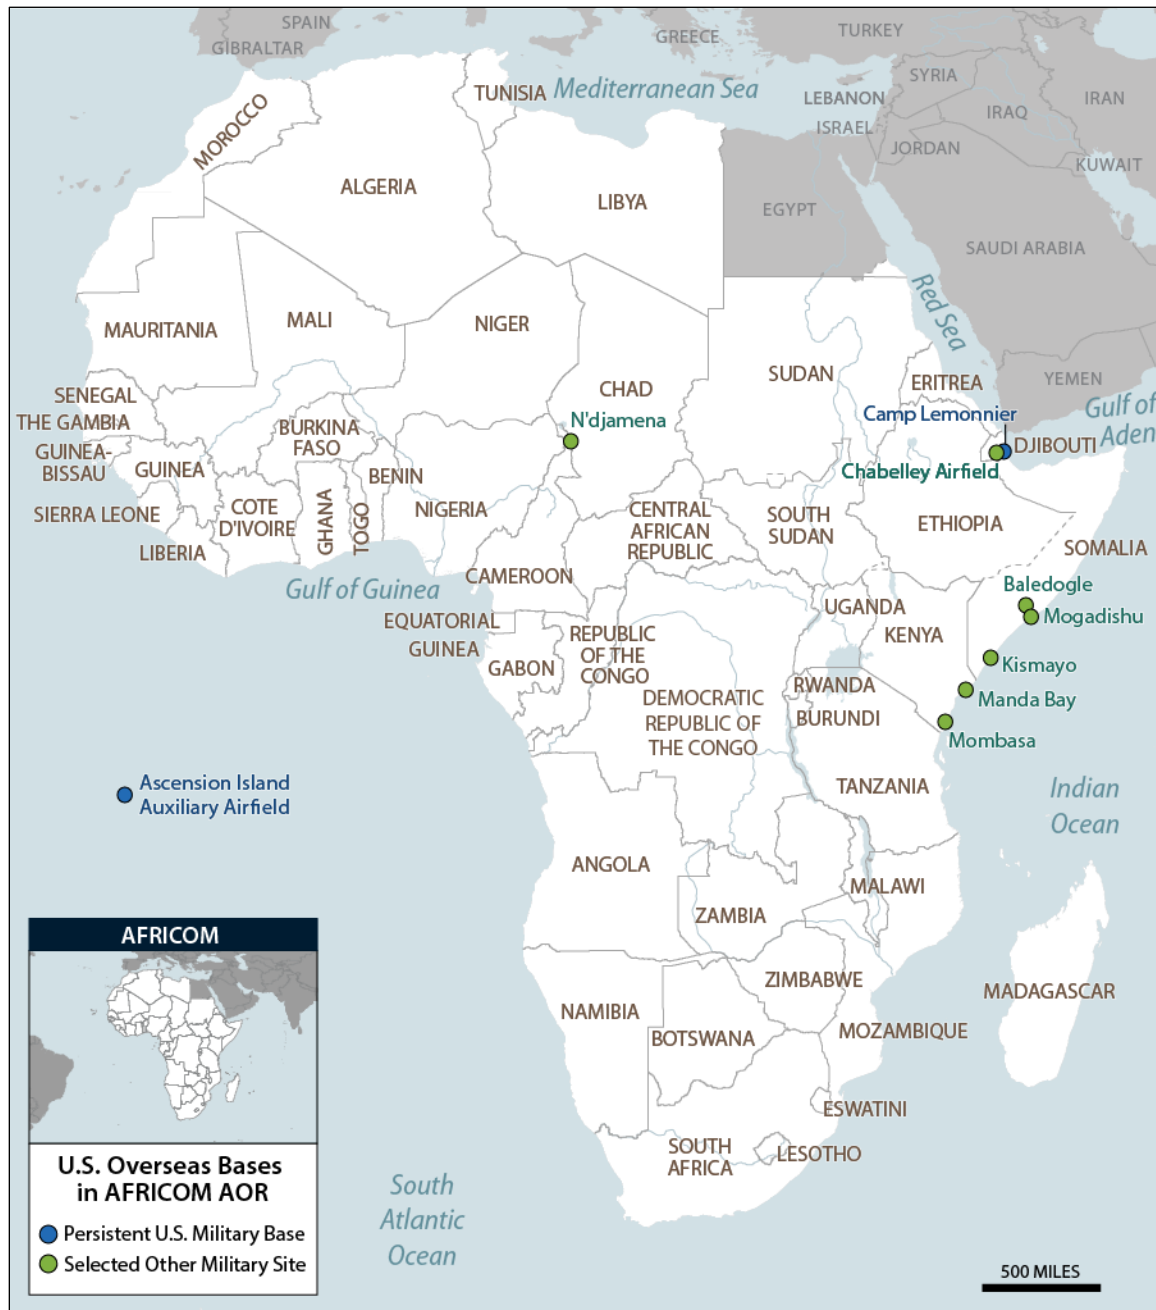 SPAIN
GIBRALTAR
GREECE
TURKEY
SYRIA
LEBANON
ISRAEL
IRAQ
IRAN
JORDAN
KUWAIT
TUNISIA
Mediterranean Sea
MOROCCO
ALGERIA
LIBYA
EGYPT
SAUDI ARABIA
Red Sea
MAURITANIA
MALI
NIGER
CHAD
SUDAN
ERITREA
YEMEN
Gulf of
Aden
SENEGAL
THE GAMBIA
GUINEA-
BISSAU
GUINEA
SIERRA LEONE
LIBERIA
BURKINA
FASO
COTE
D'IVOIRE
GHANA
TOGO
BENIN
NIGERIA
N'djamena
Camp Lemonnier
DJIBOUTI
Chabelley Airfield
CENTRAL
AFRICAN
REPUBLIC
SOUTH
SUDAN
ETHIOPIA
SOMALIA
Gulf of Guinea
CAMEROON
EQUATORIAL
GUINEA
GABON
REPUBLIC
OF THE
CONGO
DEMOCRATIC
REPUBLIC OF
THE CONGO
UGANDA
KENYA
RWANDA
BURUNDI
Baledogle
Mogadishu
Kismayo
Manda Bay
Mombasa
TANZANIA
Indian
Ocean
Ascension Island
Auxiliary Airfield
ANGOLA
ZAMBIA
MALAWI
ZIMBABWE
MOZAMBIQUE
MADAGASCAR
NAMIBIA
BOTSWANA
ESWATINI
SOUTH
AFRICA
LESOTHO
South
Atlantic
Ocean
AFRICOM
U.S. Overseas Bases
in AFRICOM AOR
Persistent U.S. Military Base
Selected Other Military Site
500 MILES